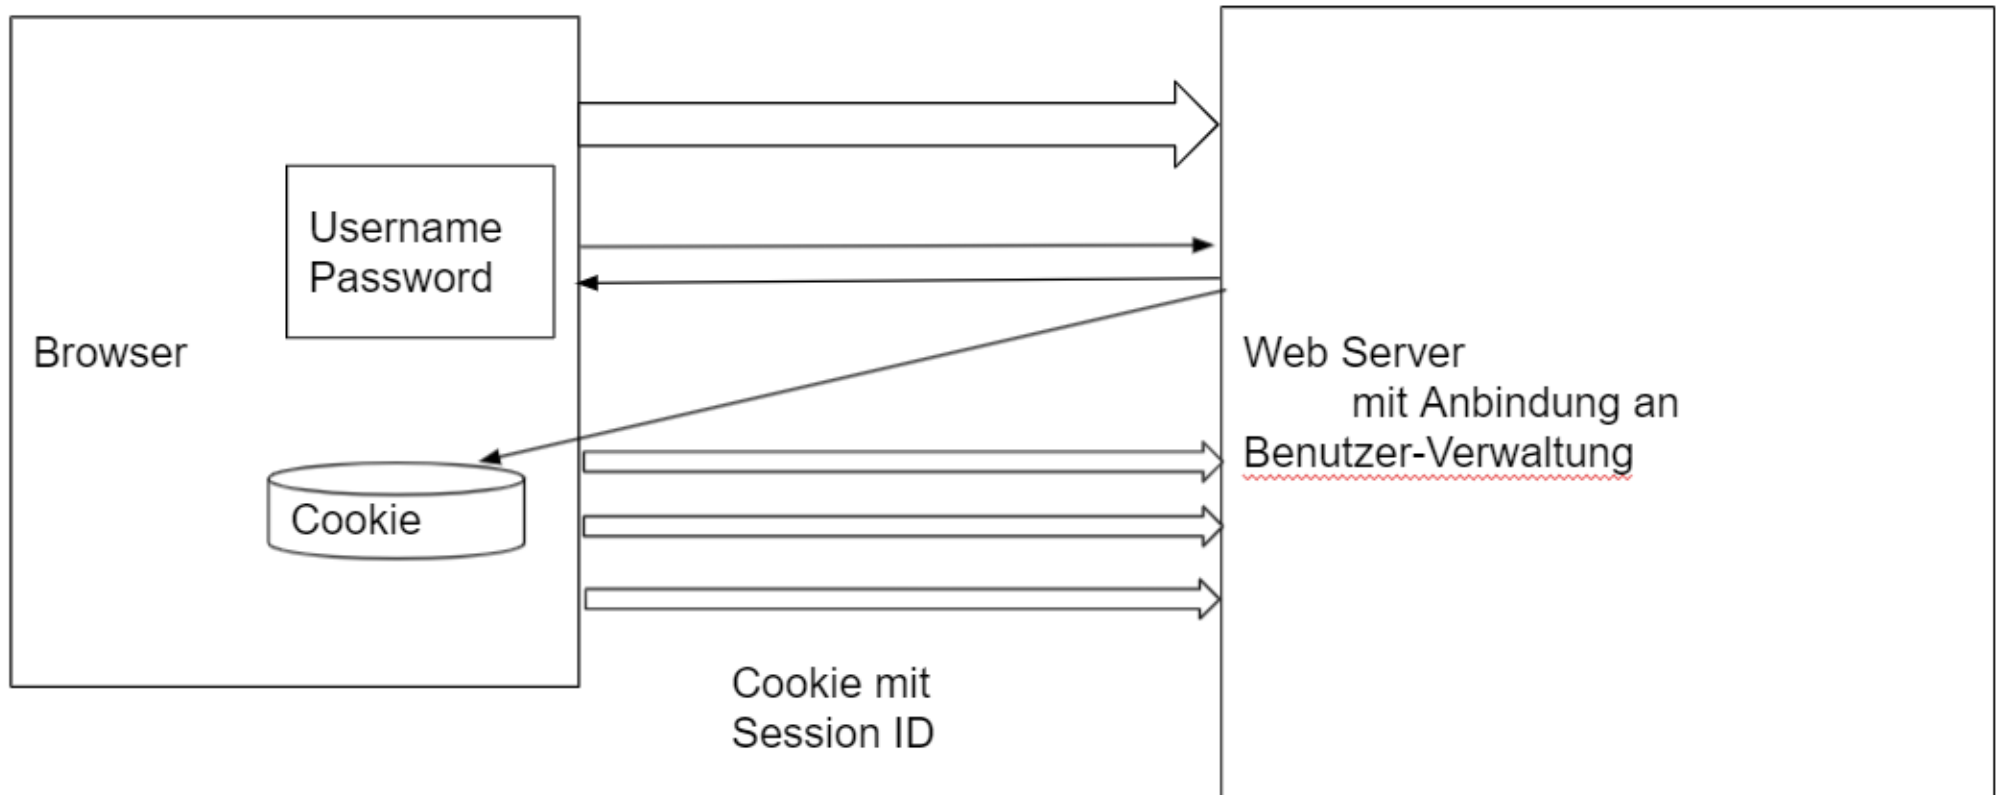 Username
Password
Browser
Cookie
Web Server
mit Anbindung an
Benutzer-Verwaltung
Cookie mit
Session ID